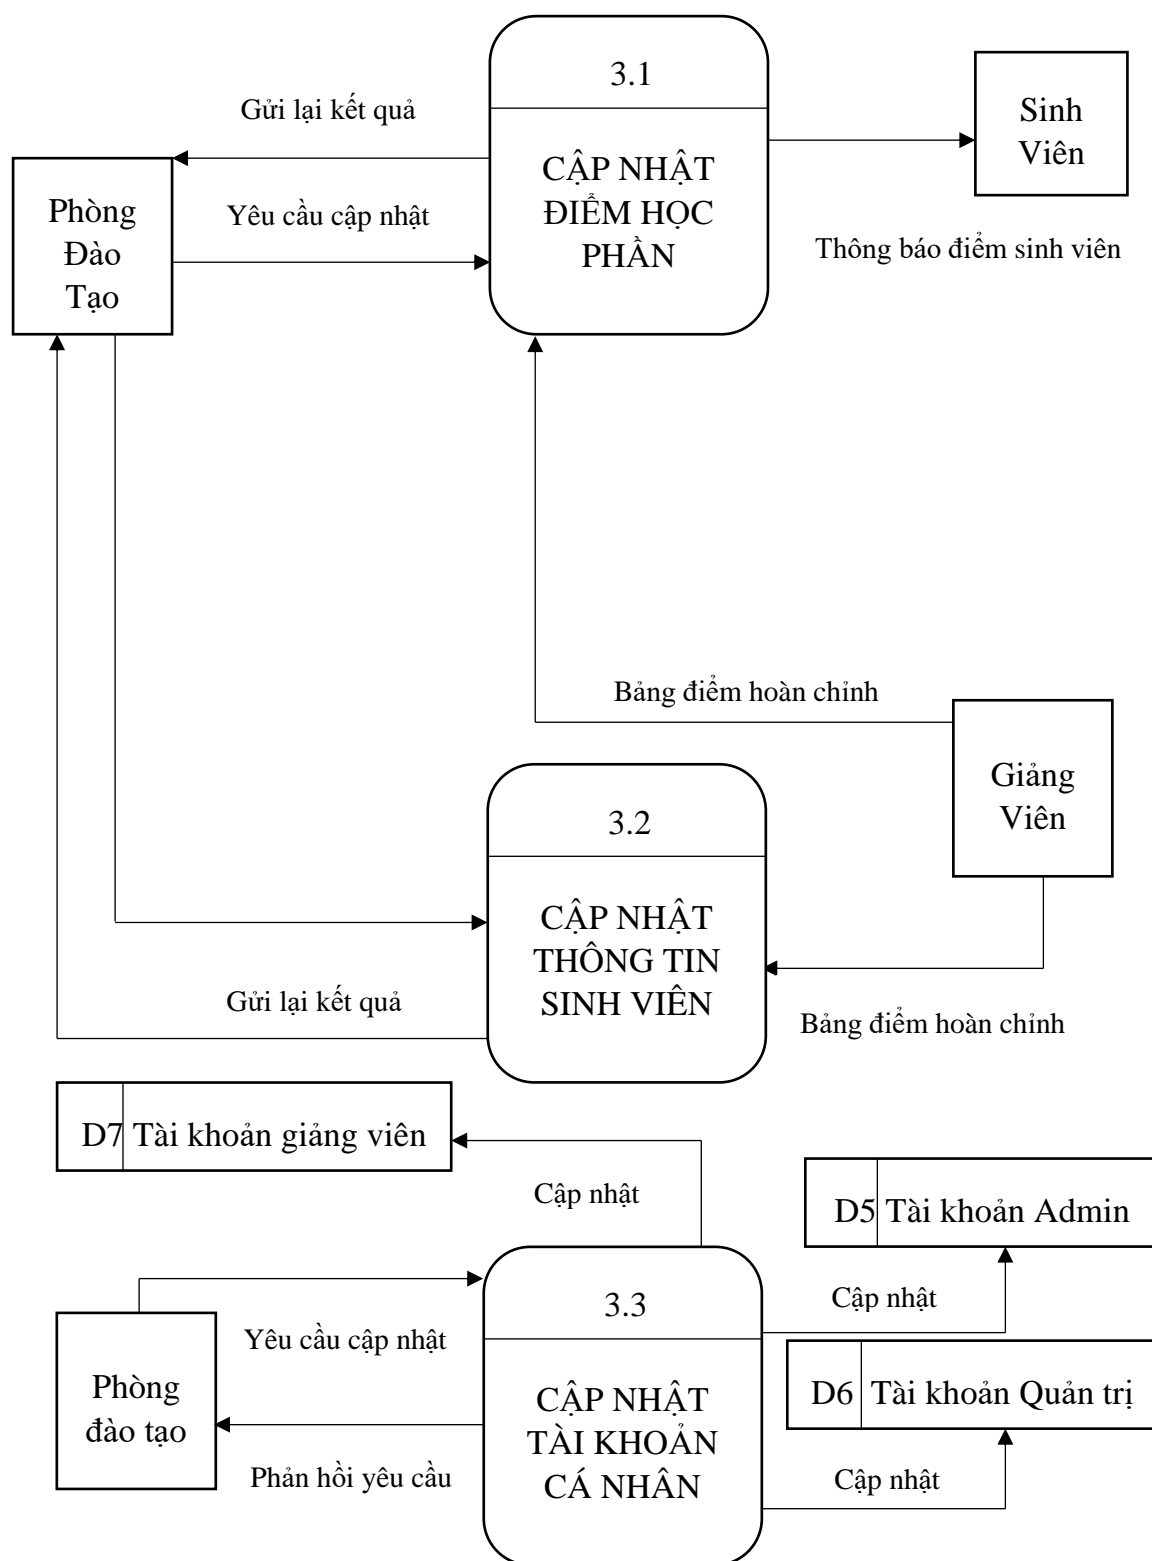 3.1
CẬP NHẬT
ĐIỂM HỌC
PHẦN
Sinh
Viên
Gửi lại kết quả
Phòng
Đào
Tạo
Yêu cầu cập nhật
Thông báo điểm sinh viên
Bảng điểm hoàn chỉnh
Giảng
Viên
3.2
CẬP NHẬT
THÔNG TIN
SINH VIÊN
Gửi lại kết quả
Bảng điểm hoàn chỉnh
D7 Tài khoản giảng viên
Cập nhật
D5 Tài khoản Admin
3.3
CẬP NHẬT
TÀI KHOẢN
CÁ NHÂN
Cập nhật
Yêu cầu cập nhật
Phòng
đào tạo
D6 Tài khoản Quản trị
Phản hồi yêu cầu
Cập nhật